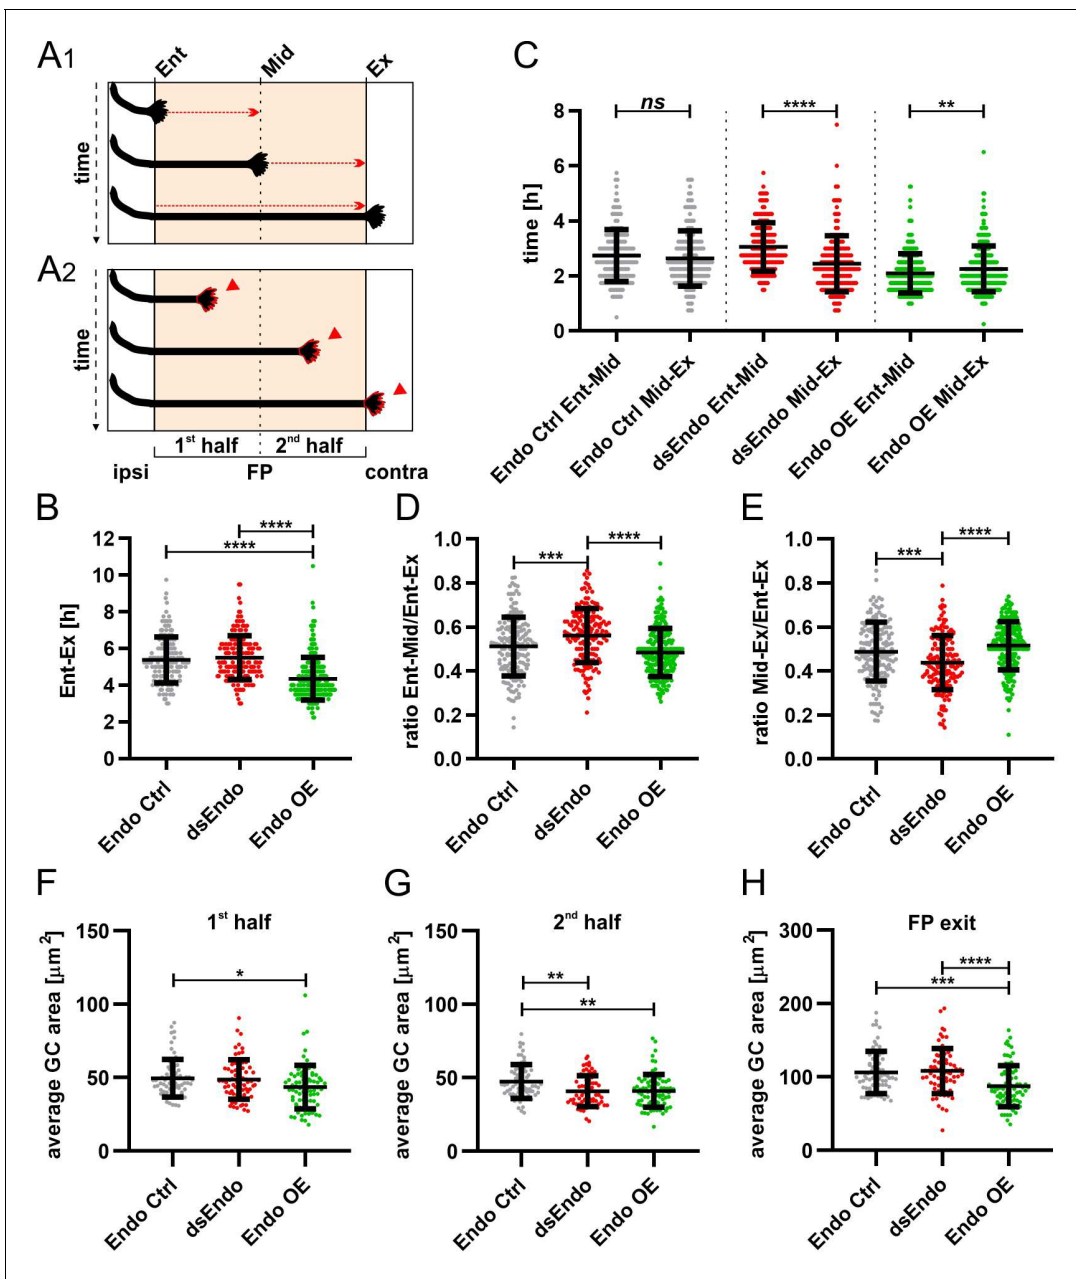 A1
Ent
Mid
Ex
time
A2
time
1st half
2nd half
ipsi
FP
contra
C
time [h]
8
6
4
2
0
ns
****
**
Endo Ctrl Ent-Mid
Endo Ctrl Mid-Ex
dsEndo Ent-Mid
dsEndo Mid-Ex
Endo OE Ent-Mid
Endo OE Mid-Ex
B
Ent-Ex [h]
12
10
8
6
4
2
0
****
****
Endo Ctrl
dsEndo
Endo OE
D
ratio Ent-Mid/Ent-Ex
1.0
0.8
0.6
0.4
0.2
0.0
***
****
Endo Ctrl
dsEndo
Endo OE
E
ratio Mid-Ex/Ent-Ex
1.0
0.8
0.6
0.4
0.2
0.0
***
****
Endo Ctrl
dsEndo
Endo OE
F
1st half
average GC area [µm2]
150
100
50
0
*
Endo Ctrl
dsEndo
Endo OE
G
2nd half
average GC area [µm2]
150
100
50
0
**
**
Endo Ctrl
dsEndo
Endo OE
H
FP exit
average GC area [µm2]
300
200
100
0
****
***
Endo Ctrl
dsEndo
Endo OE